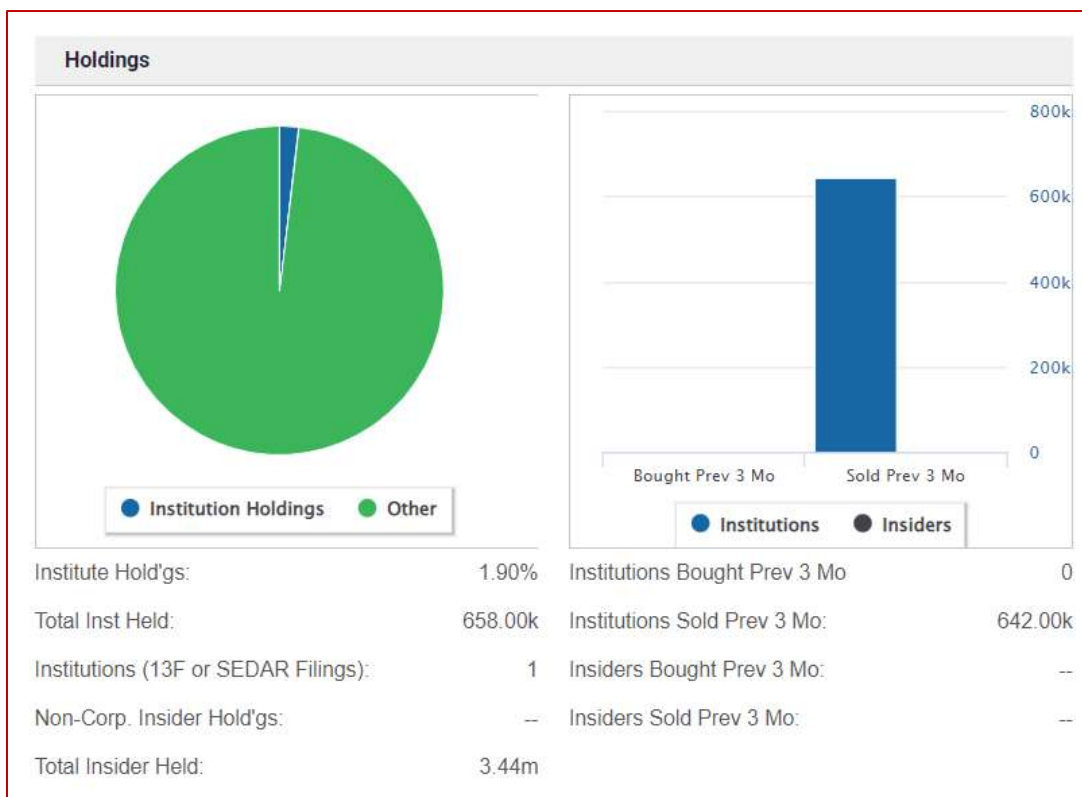 Holdings
Institution Holdings
Other
800k
600k
400k
200k
0
Bought Prev 3 Mo
Sold Prev 3 Mo
Institutions
Insiders
Institute Hold'gs: 1.90%
Total Inst Held: 658.00k
Institutions (13F or SEDAR Filings): 1
Non-Corp. Insider Hold'gs: --
Total Insider Held: 3.44m
Institutions Bought Prev 3 Mo 0
Institutions Sold Prev 3 Mo: 642.00k
Insiders Bought Prev 3 Mo: --
Insiders Sold Prev 3 Mo: --